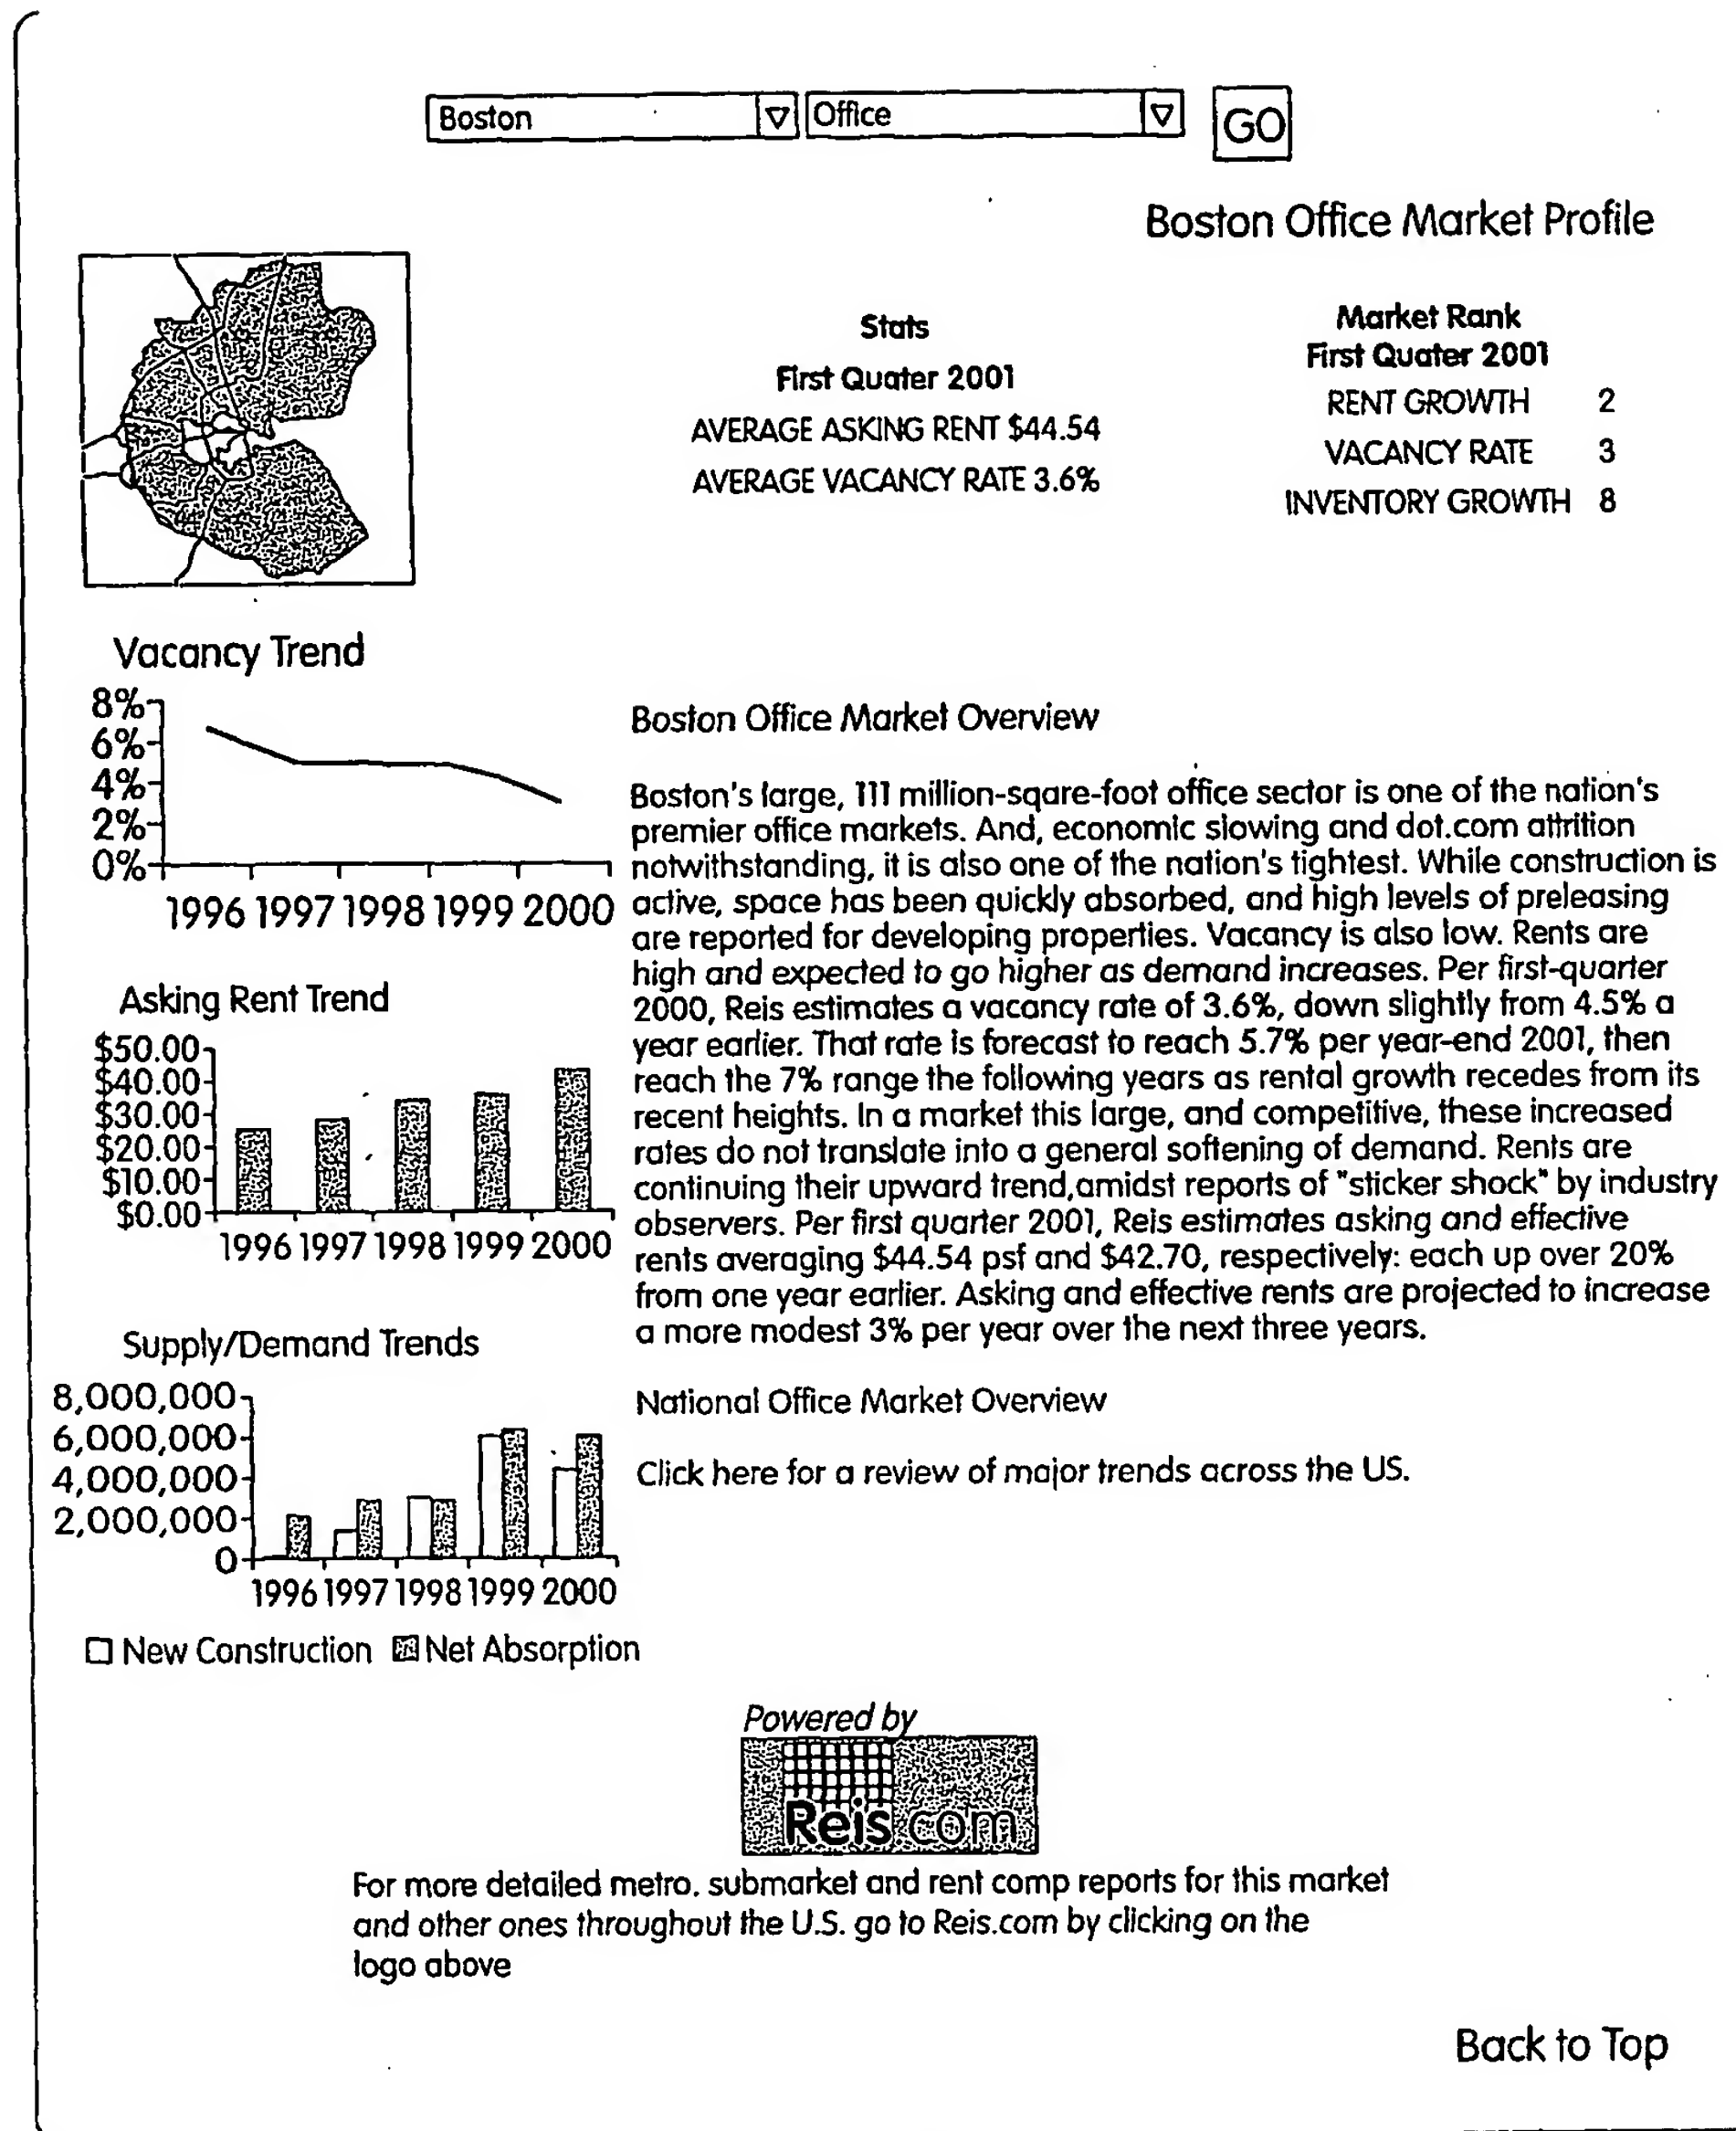 Boston Office GO
Boston Office Market Profile
Stats
First Quater 2001
AVERAGE ASKING RENT $44.54
AVERAGE VACANCY RATE 3.6%
Market Rank
First Quater 2001
RENT GROWTH 2
VACANCY RATE 3
INVENTORY GROWTH 8
Vacancy Trend
8%
6%
4%
2%
0%
1996 1997 1998 1999 2000
Asking Rent Trend
$50.00
$40.00
$30.00
$20.00
$10.00
$0.00
1996 1997 1998 1999 2000
Supply/Demand Trends
8,000,000
6,000,000
4,000,000
2,000,000
0
1996 1997 1998 1999 2000
New Construction Net Absorption
Boston Office Market Overview
Boston's large, 111 million-sqare-foot office sector is one of the nation's
premier office markets. And, economic slowing and dot.com attrition
notwithstanding, it is also one of the nation's tightest. While construction is
active, space has been quickly absorbed, and high levels of preleasing
are reported for developing properties. Vacancy is also low. Rents are
high and expected to go higher as demand increases. Per first-quarter
2000, Reis estimates a vacancy rate of 3.6%, down slightly from 4.5% a
year earlier. That rate is forecast to reach 5.7% per year-end 2001, then
reach the 7% range the following years as rental growth recedes from its
recent heights. In a market this large, and competitive, these increased
rates do not translate into a general softening of demand. Rents are
continuing their upward trend,amidst reports of "sticker shock" by industry
observers. Per first quarter 2001, Reis estimates asking and effective
rents averaging $44.54 psf and $42.70, respectively: each up over 20%
from one year earlier. Asking and effective rents are projected to increase
a more modest 3% per year over the next three years.
National Office Market Overview
Click here for a review of major trends across the US.
Powered by
Reis.com
For more detailed metro. submarket and rent comp reports for this market
and other ones throughout the U.S. go to Reis.com by clicking on the
logo above
Back to Top